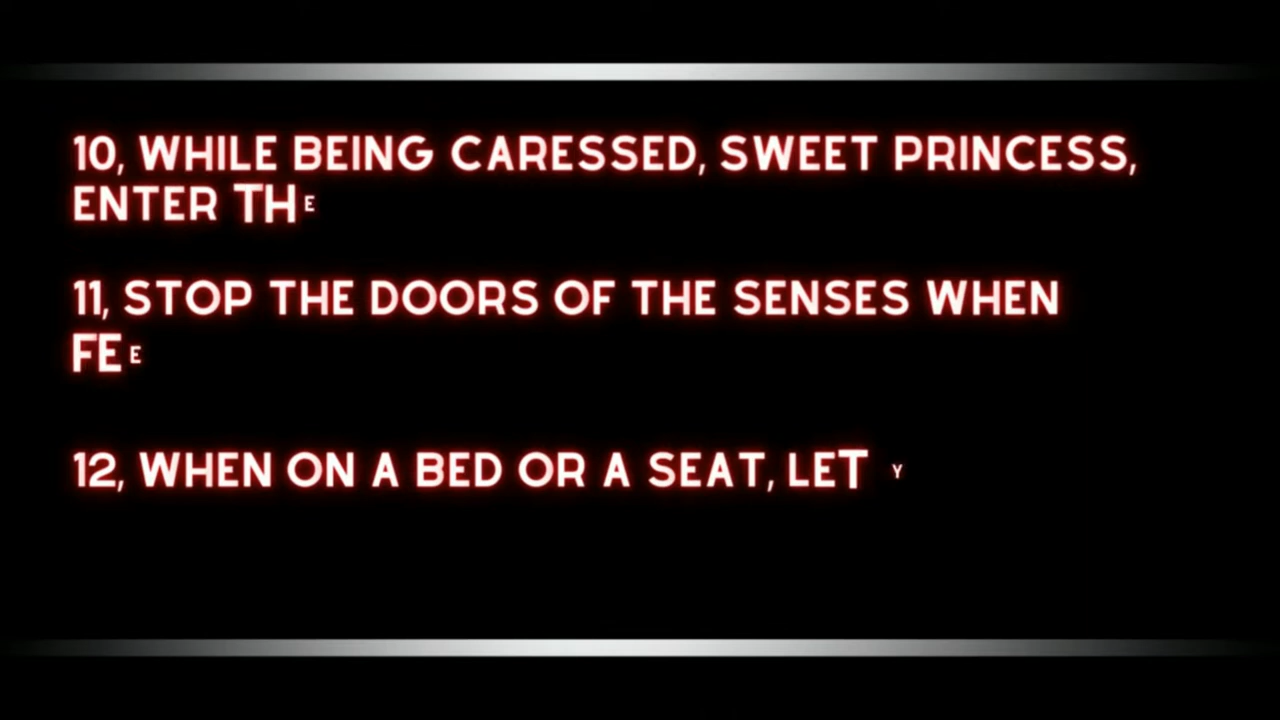 10, WHILE BEING CARESSED, SWEET PRINCESS,
ENTER THE
11, STOP THE DOORS OF THE SENSES WHEN
FEE
12, WHEN ON A BED OR A SEAT, LET Y